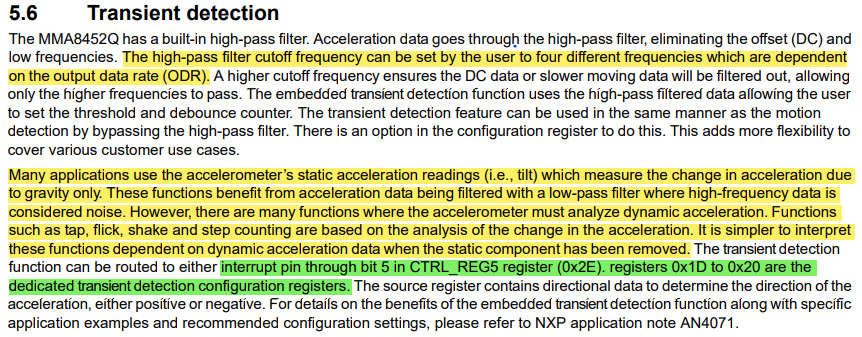 5.6 Transient detection
The MMA8452Q has a built-in high-pass filter. Acceleration data goes through the high-pass filter, eliminating the offset (DC) and
low frequencies. The high-pass filter cutoff frequency can be set by the user to four different frequencies which are dependent
on the output data rate (ODR). A higher cutoff frequency ensures the DC data or slower moving data will be filtered out, allowing
only the higher frequencies to pass. The embedded transient detection function uses the high-pass filtered data allowing the user
to set the threshold and debounce counter. The transient detection feature can be used in the same manner as the motion
detection by bypassing the high-pass filter. There is an option in the configuration register to do this. This adds more flexibility to
cover various customer use cases.
Many applications use the accelerometer's static acceleration readings (i.e., tilt) which measure the change in acceleration due
to gravity only. These functions benefit from acceleration data being filtered with a low-pass filter where high-frequency data is
considered noise. However, there are many functions where the accelerometer must analyze dynamic acceleration. Functions
such as tap, flick, shake and step counting are based on the analysis of the change in the acceleration. It is simpler to interpret
these functions dependent on dynamic acceleration data when the static component has been removed. The transient detection
function can be routed to either interrupt pin through bit 5 in CTRL_REG5 register (0x2E). registers 0x1D to 0x20 are the
dedicated transient detection configuration registers. The source register contains directional data to determine the direction of the
acceleration, either positive or negative. For details on the benefits of the embedded transient detection function along with specific
application examples and recommended configuration settings, please refer to NXP application note AN4071.